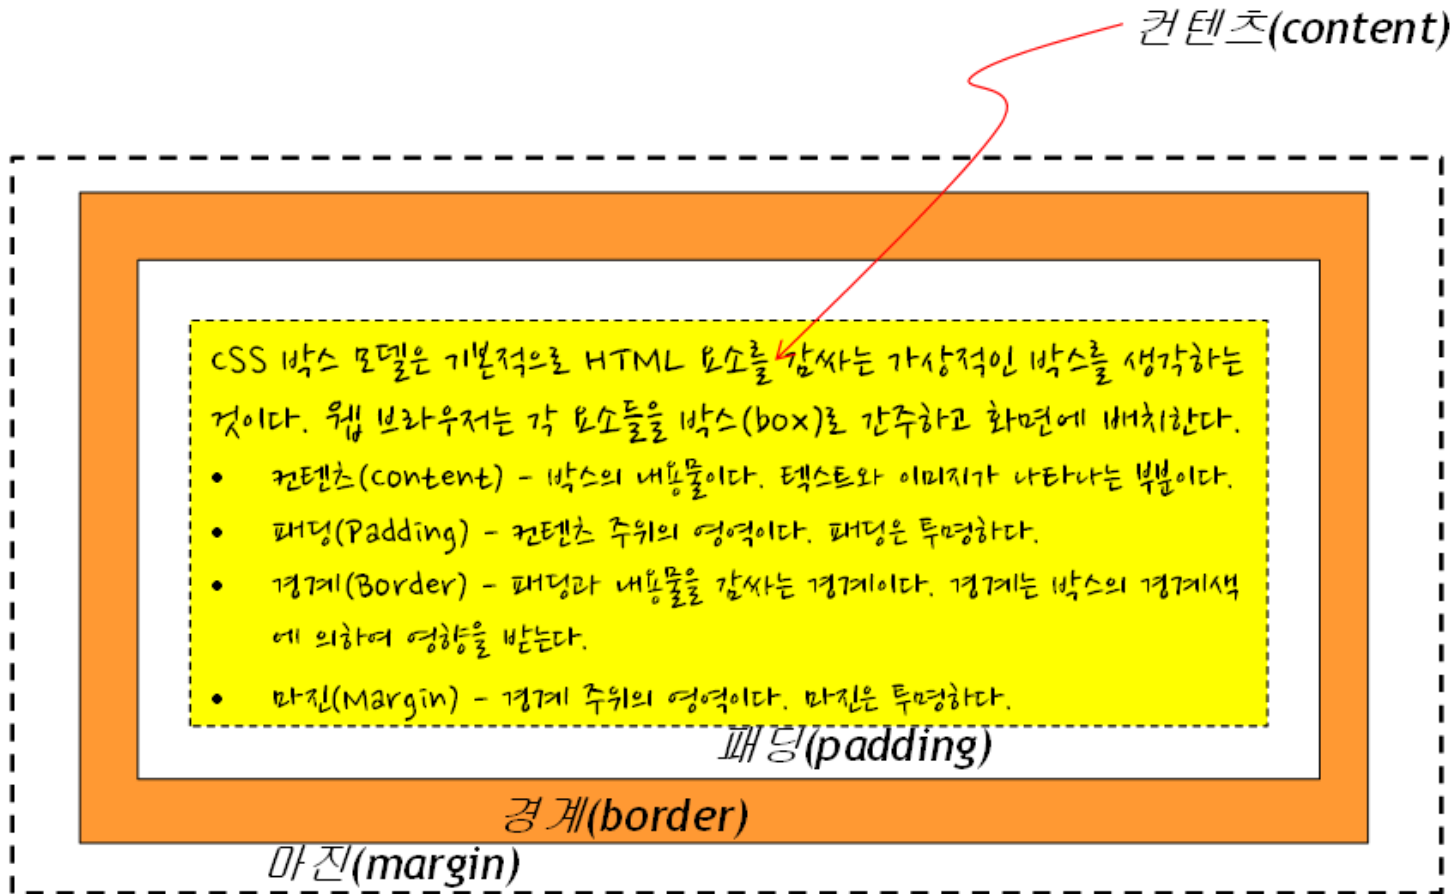 컨텐츠(content)
CSS 박스 모델은 기본적으로 HTML 요소를 감싸는 가상적인 박스를 생각하는
것이다. 웹 브라우저는 각 요소들을 박스(box)로 간주하고 화면에 배치한다.
• 컨텐츠(content) - 박스의 내용물이다. 텍스트와 이미지가 나타나는 부분이다.
• 패딩(Padding) - 컨텐츠 주위의 영역이다. 패딩은 투명하다.
• 경계(Border) - 패딩과 내용물을 감싸는 경계이다. 경계는 박스의 경계색
에 의하여 영향을 받는다.
• 마진(Margin) - 경계 주위의 영역이다. 마진은 투명하다.
패딩(padding)
경계(border)
마진(margin)